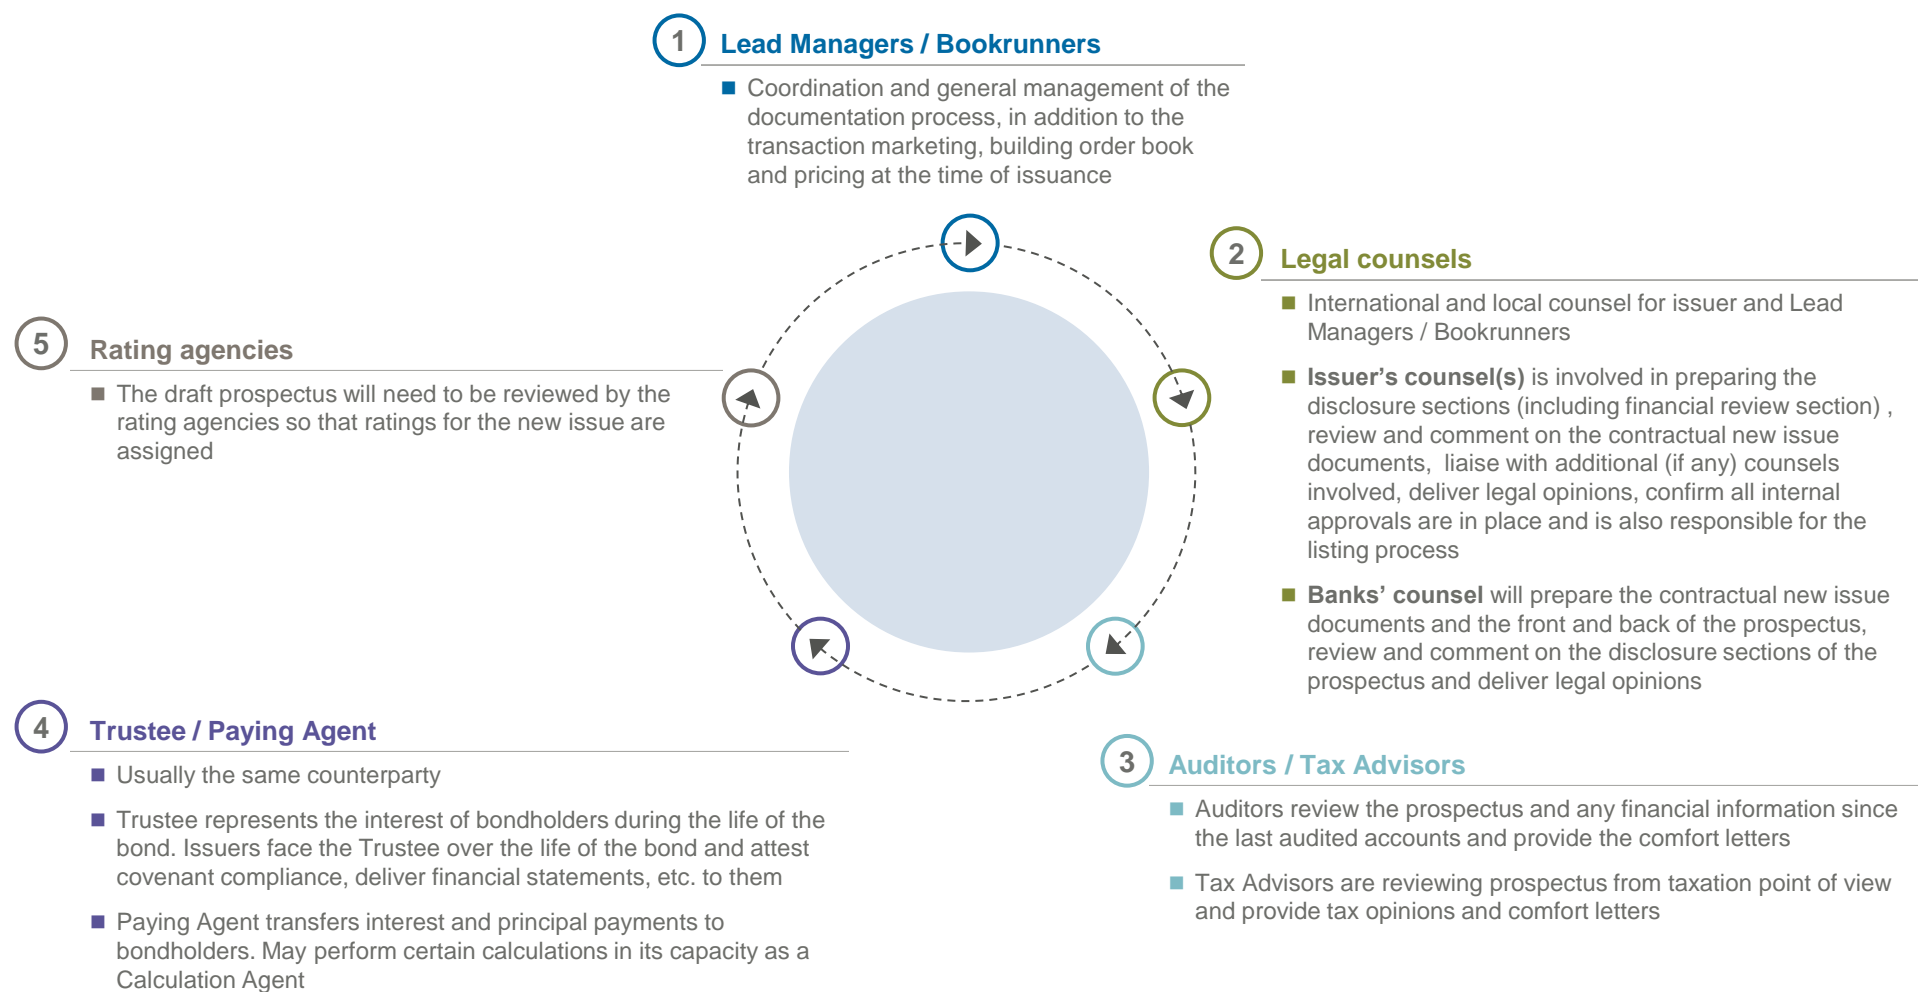 1
Lead Managers / Bookrunners
■ Coordination and general management of the
documentation process, in addition to the
transaction marketing, building order book
and pricing at the time of issuance
2
Legal counsels
■ International and local counsel for issuer and Lead
Managers / Bookrunners
■ Issuer’s counsel(s) is involved in preparing the
disclosure sections (including financial review section) ,
review and comment on the contractual new issue
documents,  liaise with additional (if any) counsels
involved, deliver legal opinions, confirm all internal
approvals are in place and is also responsible for the
listing process
■ Banks’ counsel will prepare the contractual new issue
documents and the front and back of the prospectus,
review and comment on the disclosure sections of the
prospectus and deliver legal opinions
3
Auditors / Tax Advisors
■ Auditors review the prospectus and any financial information since
the last audited accounts and provide the comfort letters
■ Tax Advisors are reviewing prospectus from taxation point of view
and provide tax opinions and comfort letters
4
Trustee / Paying Agent
■ Usually the same counterparty
■ Trustee represents the interest of bondholders during the life of the
bond. Issuers face the Trustee over the life of the bond and attest
covenant compliance, deliver financial statements, etc. to them
■ Paying Agent transfers interest and principal payments to
bondholders. May perform certain calculations in its capacity as a
Calculation Agent
5
Rating agencies
■ The draft prospectus will need to be reviewed by the
rating agencies so that ratings for the new issue are
assigned